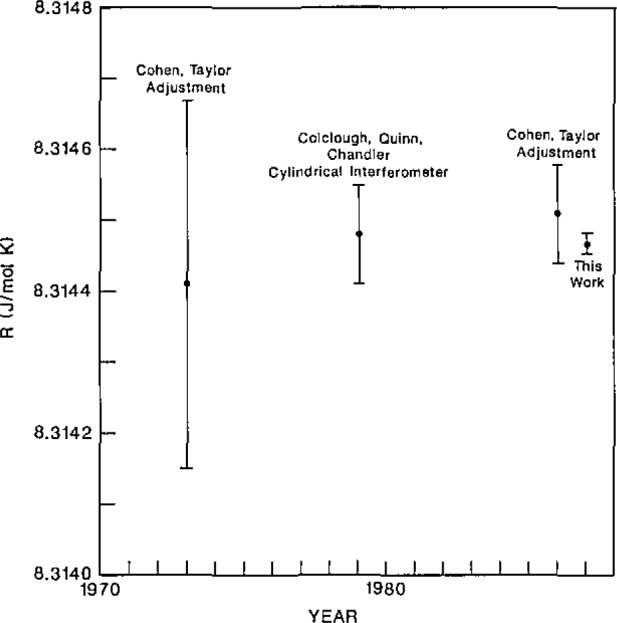 8.3148
Cohen, Taylor
Adjustment
8.3146
Colclough, Quinn,
Chandler
Cylindrical Interferometer
Cohen, Taylor
Adjustment
This
Work
R (J/mol K)
8.3144
8.3142
8.3140
1970
1980
YEAR